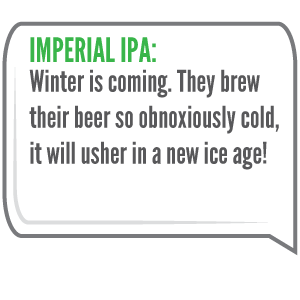 IMPERIAL IPA:
Winter is coming. They brew
their beer so obnoxiously cold,
it will usher in a new ice age!